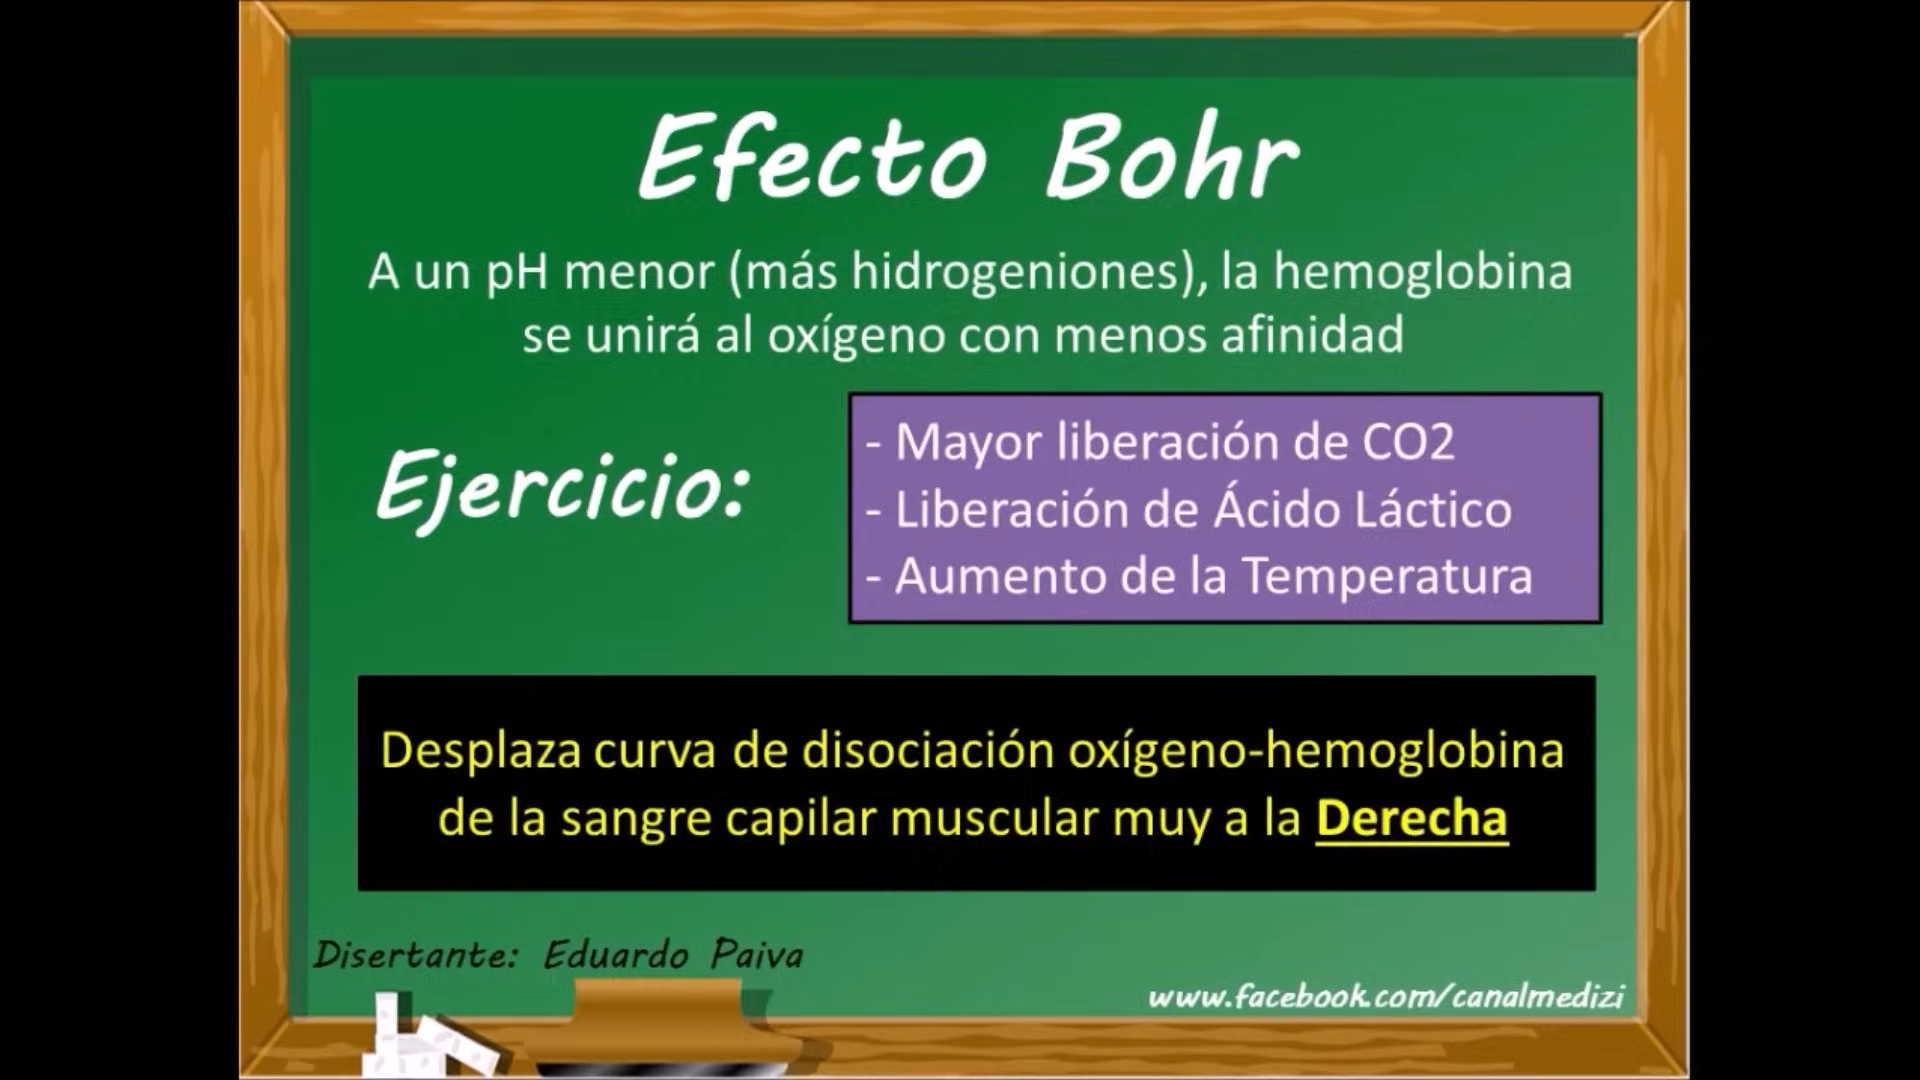 Efecto Bohr
A un pH menor (más hidrogeniones), la hemoglobina
se unirá al oxígeno con menos afinidad
Ejercicio:
- Mayor liberación de CO2
- Liberación de Ácido Láctico
- Aumento de la Temperatura
Desplaza curva de disociación oxígeno-hemoglobina
de la sangre capilar muscular muy a la Derecha
Disertante: Eduardo Paiva
www.facebook.com/canalmedizi